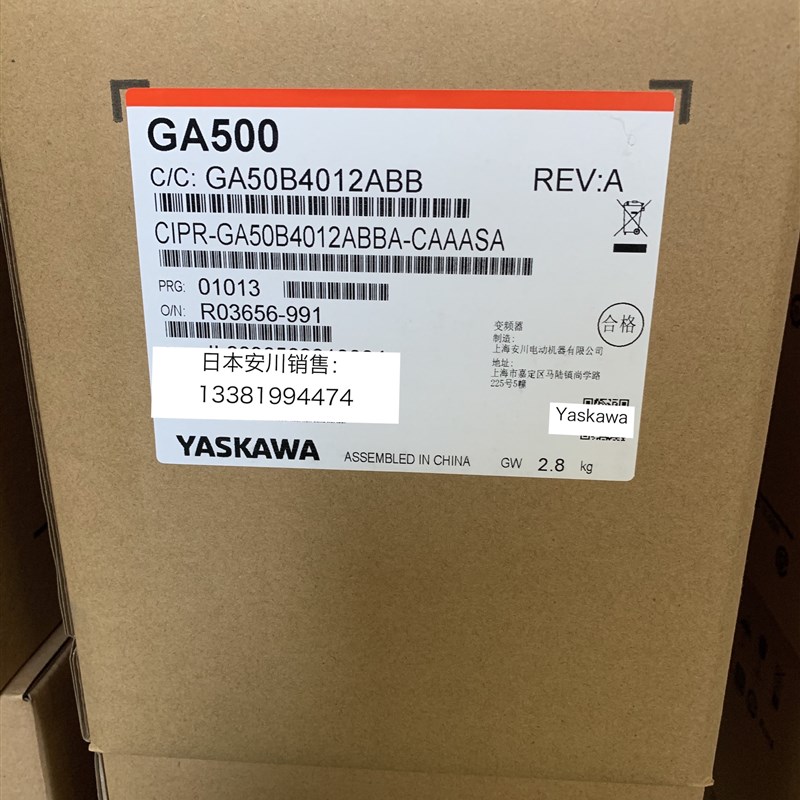 GA500
C/C: GA50B4012ABB
REV:A
CIPR-GA50B4012ABBA-CAAASA
PRG: 01013
O/N: R03656-991
日本安川销售：
13381994474
合格
变频器
制造：
上海安川电动机器有限公司
地址：
上海市嘉定区马陆镇尚学路
225号5幢
Yaskawa
YASKAWA
ASSEMBLED IN CHINA
GW 2.8 kg